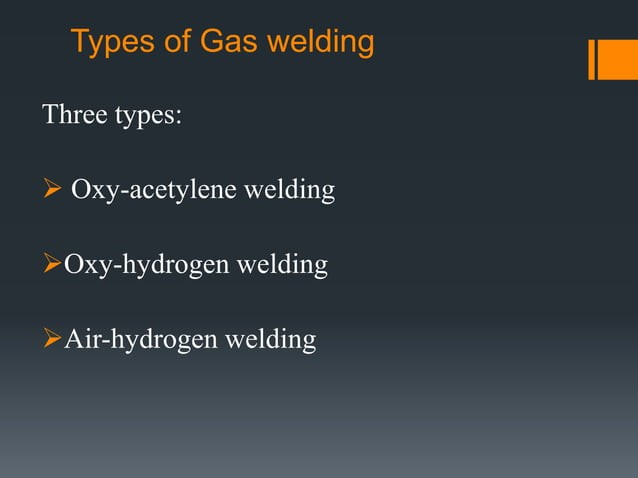 Types of Gas welding
Three types:
➢ Oxy-acetylene welding
➢Oxy-hydrogen welding
➢Air-hydrogen welding